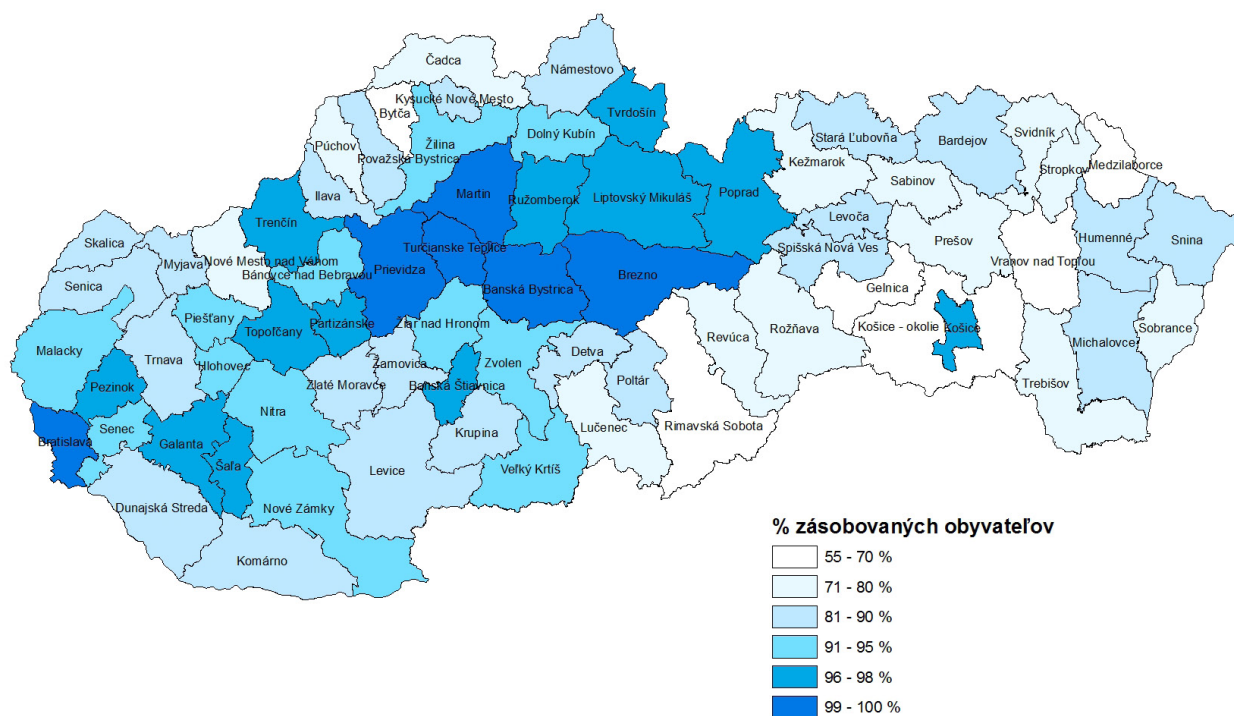 Čadca
Námestovo
Kysucké Nové Mesto
Bytča
Tvrdošín
Dolný Kubín
Žilina
Púchov
Považská Bystrica
Stará Ľubovňa
Bardejov
Svidník
Stropkov
Medzilaborce
Kežmarok
Sabinov
Ilava
Martin
Ružomberok
Liptovský Mikuláš
Poprad
Levoča
Prešov
Humenné
Snina
Trenčín
Skalica
Myjava
Nové Mesto nad Váhom
Bánovce nad Bebravou
Turčianske Teplice
Prievidza
Spišská Nová Ves
Vranov nad Topľou
Senica
Banská Bystrica
Brezno
Gelnica
Piešťany
Topoľčany
Partizánske
Žiar nad Hronom
Revúca
Rožňava
Košice - okolie
Košice
Sobrance
Michalovce
Malacky
Trnava
Hlohovec
Zvolen
Detva
Žarnovica
Pezinok
Zlaté Moravce
Banská Štiavnica
Poltár
Trebišov
Nitra
Bratislava
Senec
Galanta
Šaľa
Krupina
Lučenec
Rimavská Sobota
Levice
Veľký Krtíš
Dunajská Streda
Nové Zámky
Komárno
% zásobovaných obyvateľov
55 - 70 %
71 - 80 %
81 - 90 %
91 - 95 %
96 - 98 %
99 - 100 %